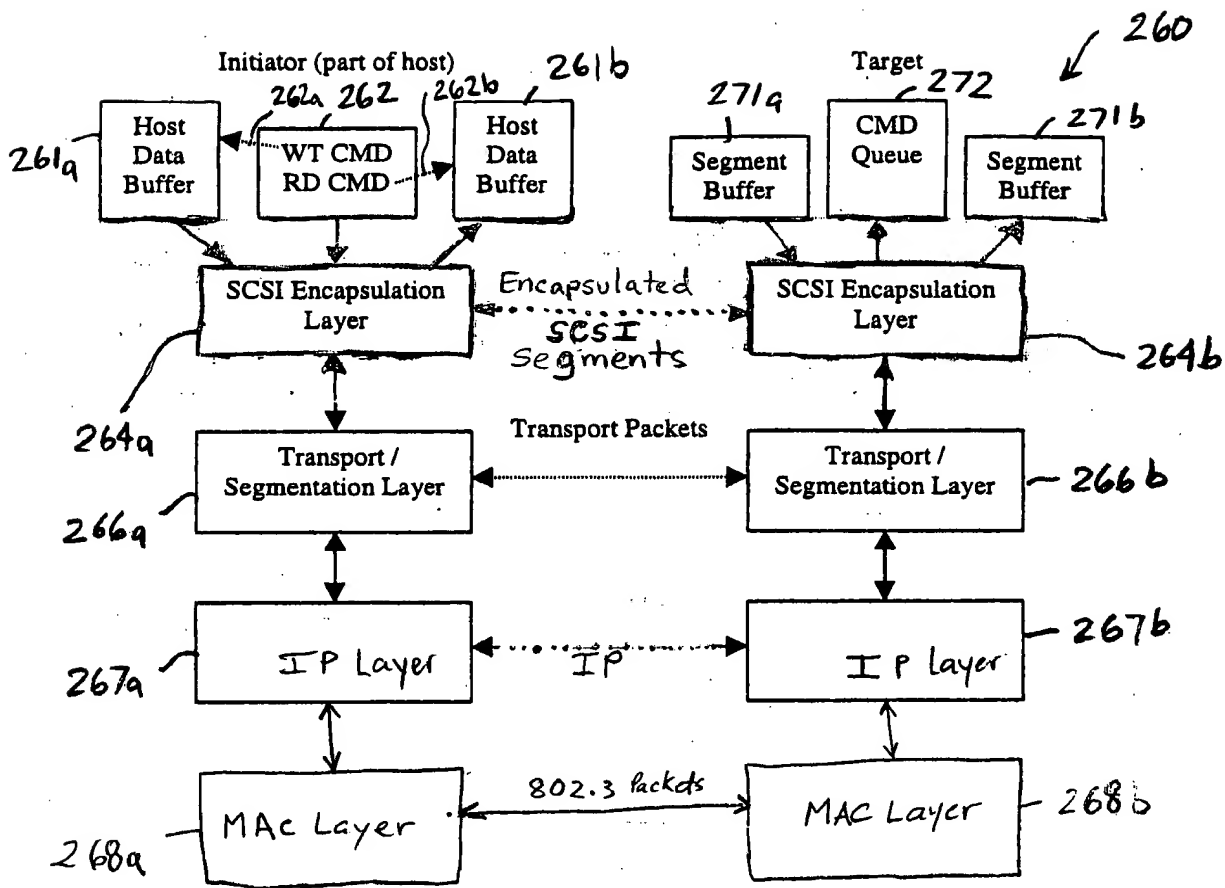 260
Initiator (part of host)
Target
261b
262a
262
262b
271a
272
271b
261a
Host
Data
Buffer
WT CMD
RD CMD
Host
Data
Buffer
Segment
Buffer
CMD
Queue
Segment
Buffer
SCSI Encapsulation
Layer
Encapsulated
SCSI
Segments
SCSI Encapsulation
Layer
264a
264b
Transport Packets
Transport /
Segmentation Layer
Transport /
Segmentation Layer
266a
266b
IP Layer
IP
IP Layer
267a
267b
MAc Layer
802.3 Packets
MAC Layer
268a
268b